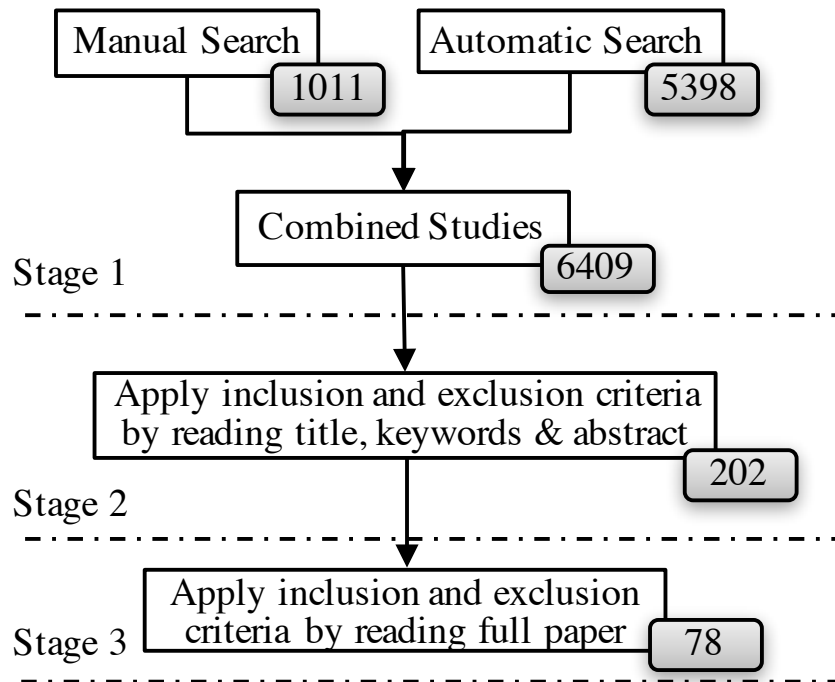 Manual Search
Automatic Search
1011
5398
Combined Studies
6409
Stage 1
Apply inclusion and exclusion criteria
by reading title, keywords & abstract
202
Stage 2
Apply inclusion and exclusion
criteria by reading full paper
78
Stage 3